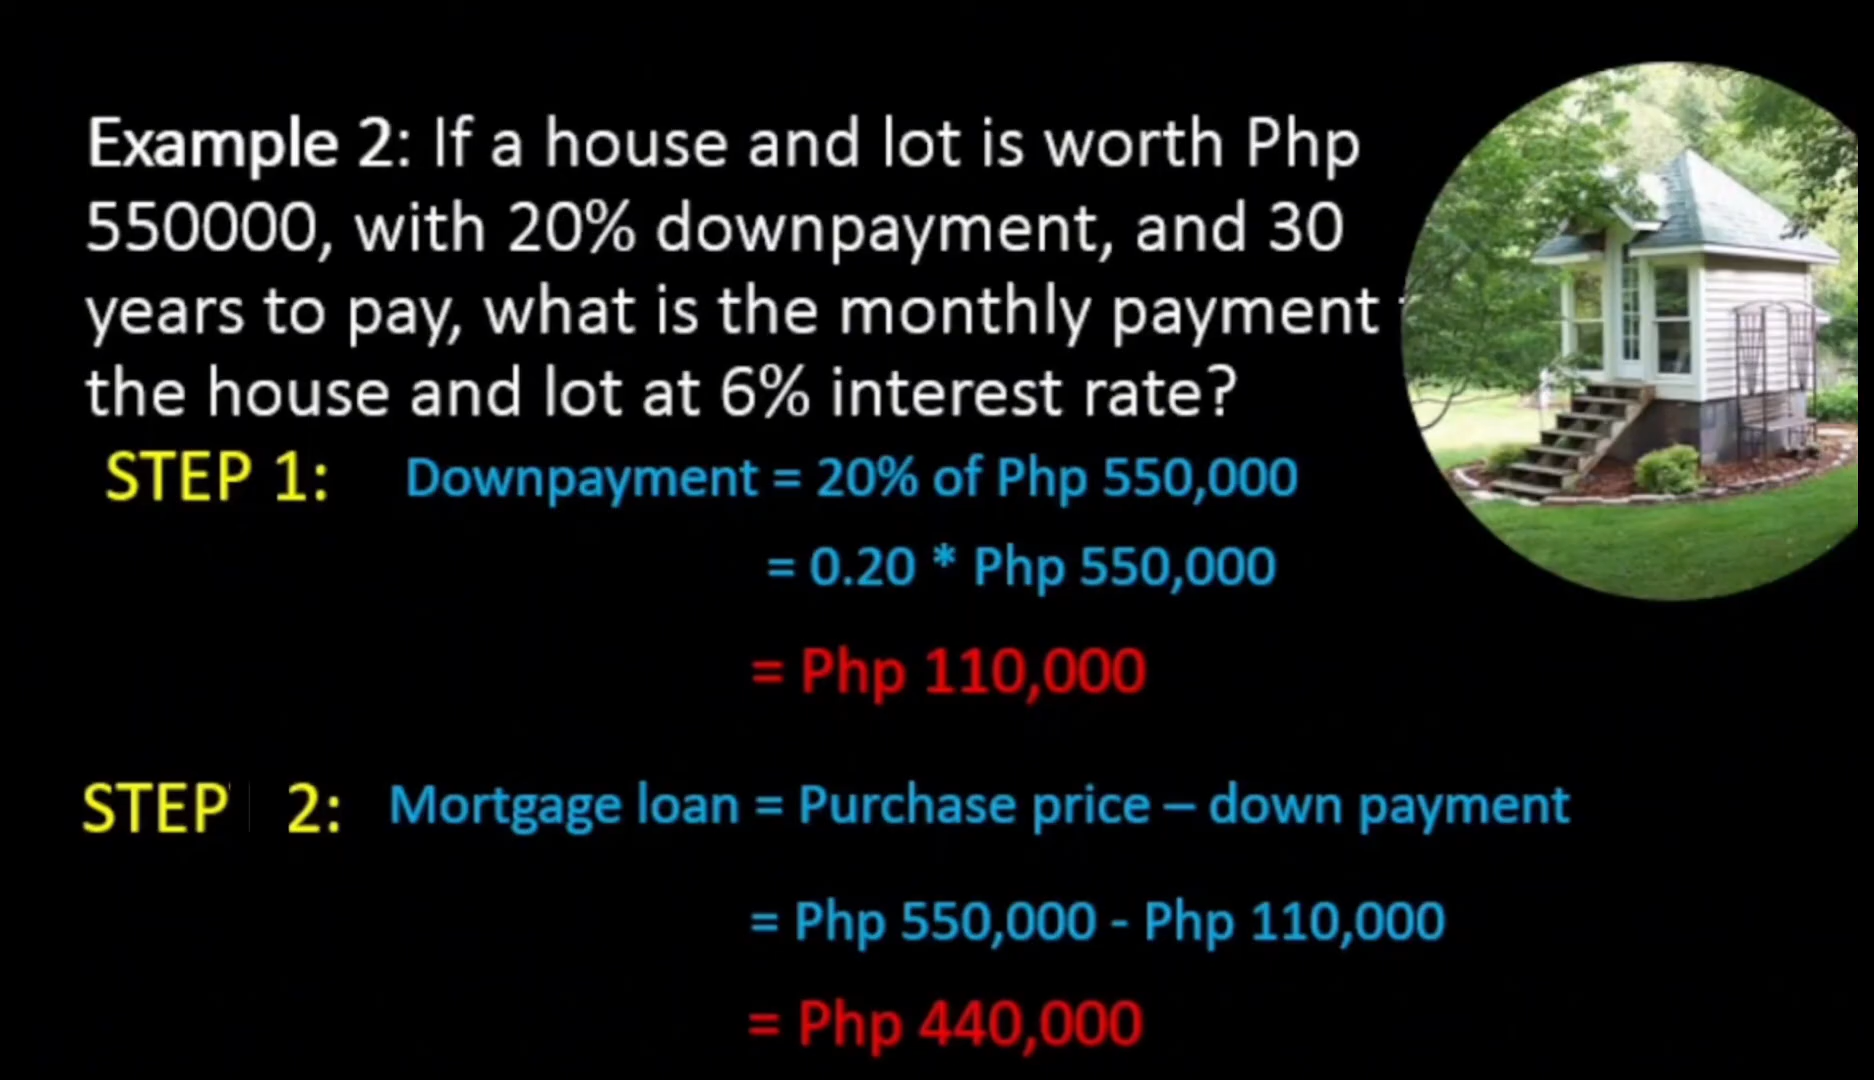 Example 2: If a house and lot is worth Php
550000, with 20% downpayment, and 30
years to pay, what is the monthly payment
the house and lot at 6% interest rate?
STEP 1: Downpayment = 20% of Php 550,000
= 0.20 * Php 550,000
= Php 110,000
STEP 2: Mortgage loan = Purchase price – down payment
= Php 550,000 - Php 110,000
= Php 440,000